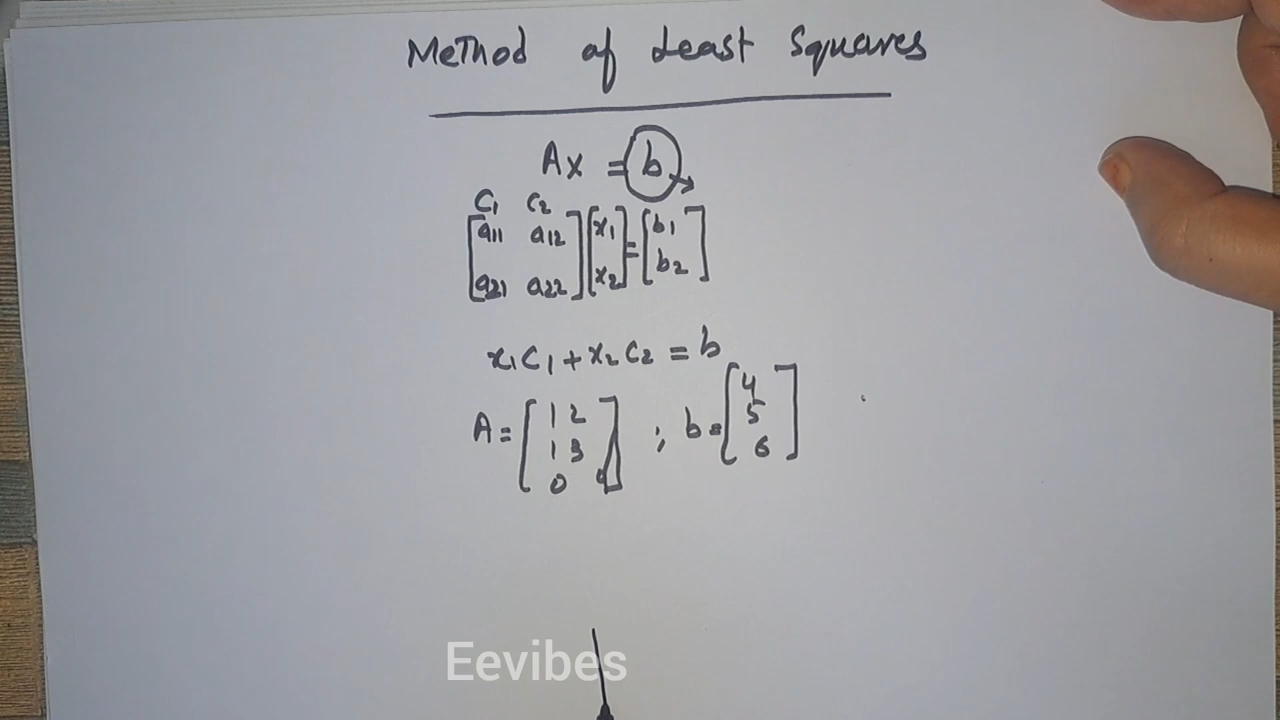 Method of Least Squares
Ax = b
C1 C2
[a11 a12] [x1] = [b1]
[a21 a22] [x2] [b2]
x1C1 + x2C2 = b
A = [1 2 ; b = [4
1 3 5
0 ] 6]
Eevibes